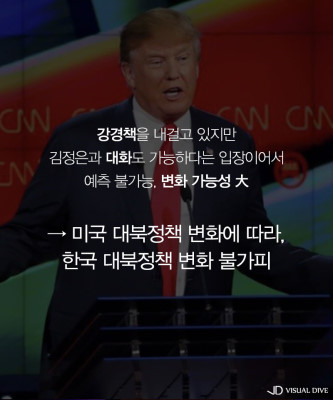 CNN
CNN
CNN
강경책을 내걸고 있지만
김정은과 대화도 가능하다는 입장이어서
예측 불가능, 변화 가능성 大
→ 미국 대북정책 변화에 따라,
한국 대북정책 변화 불가피
VISUAL DIVE